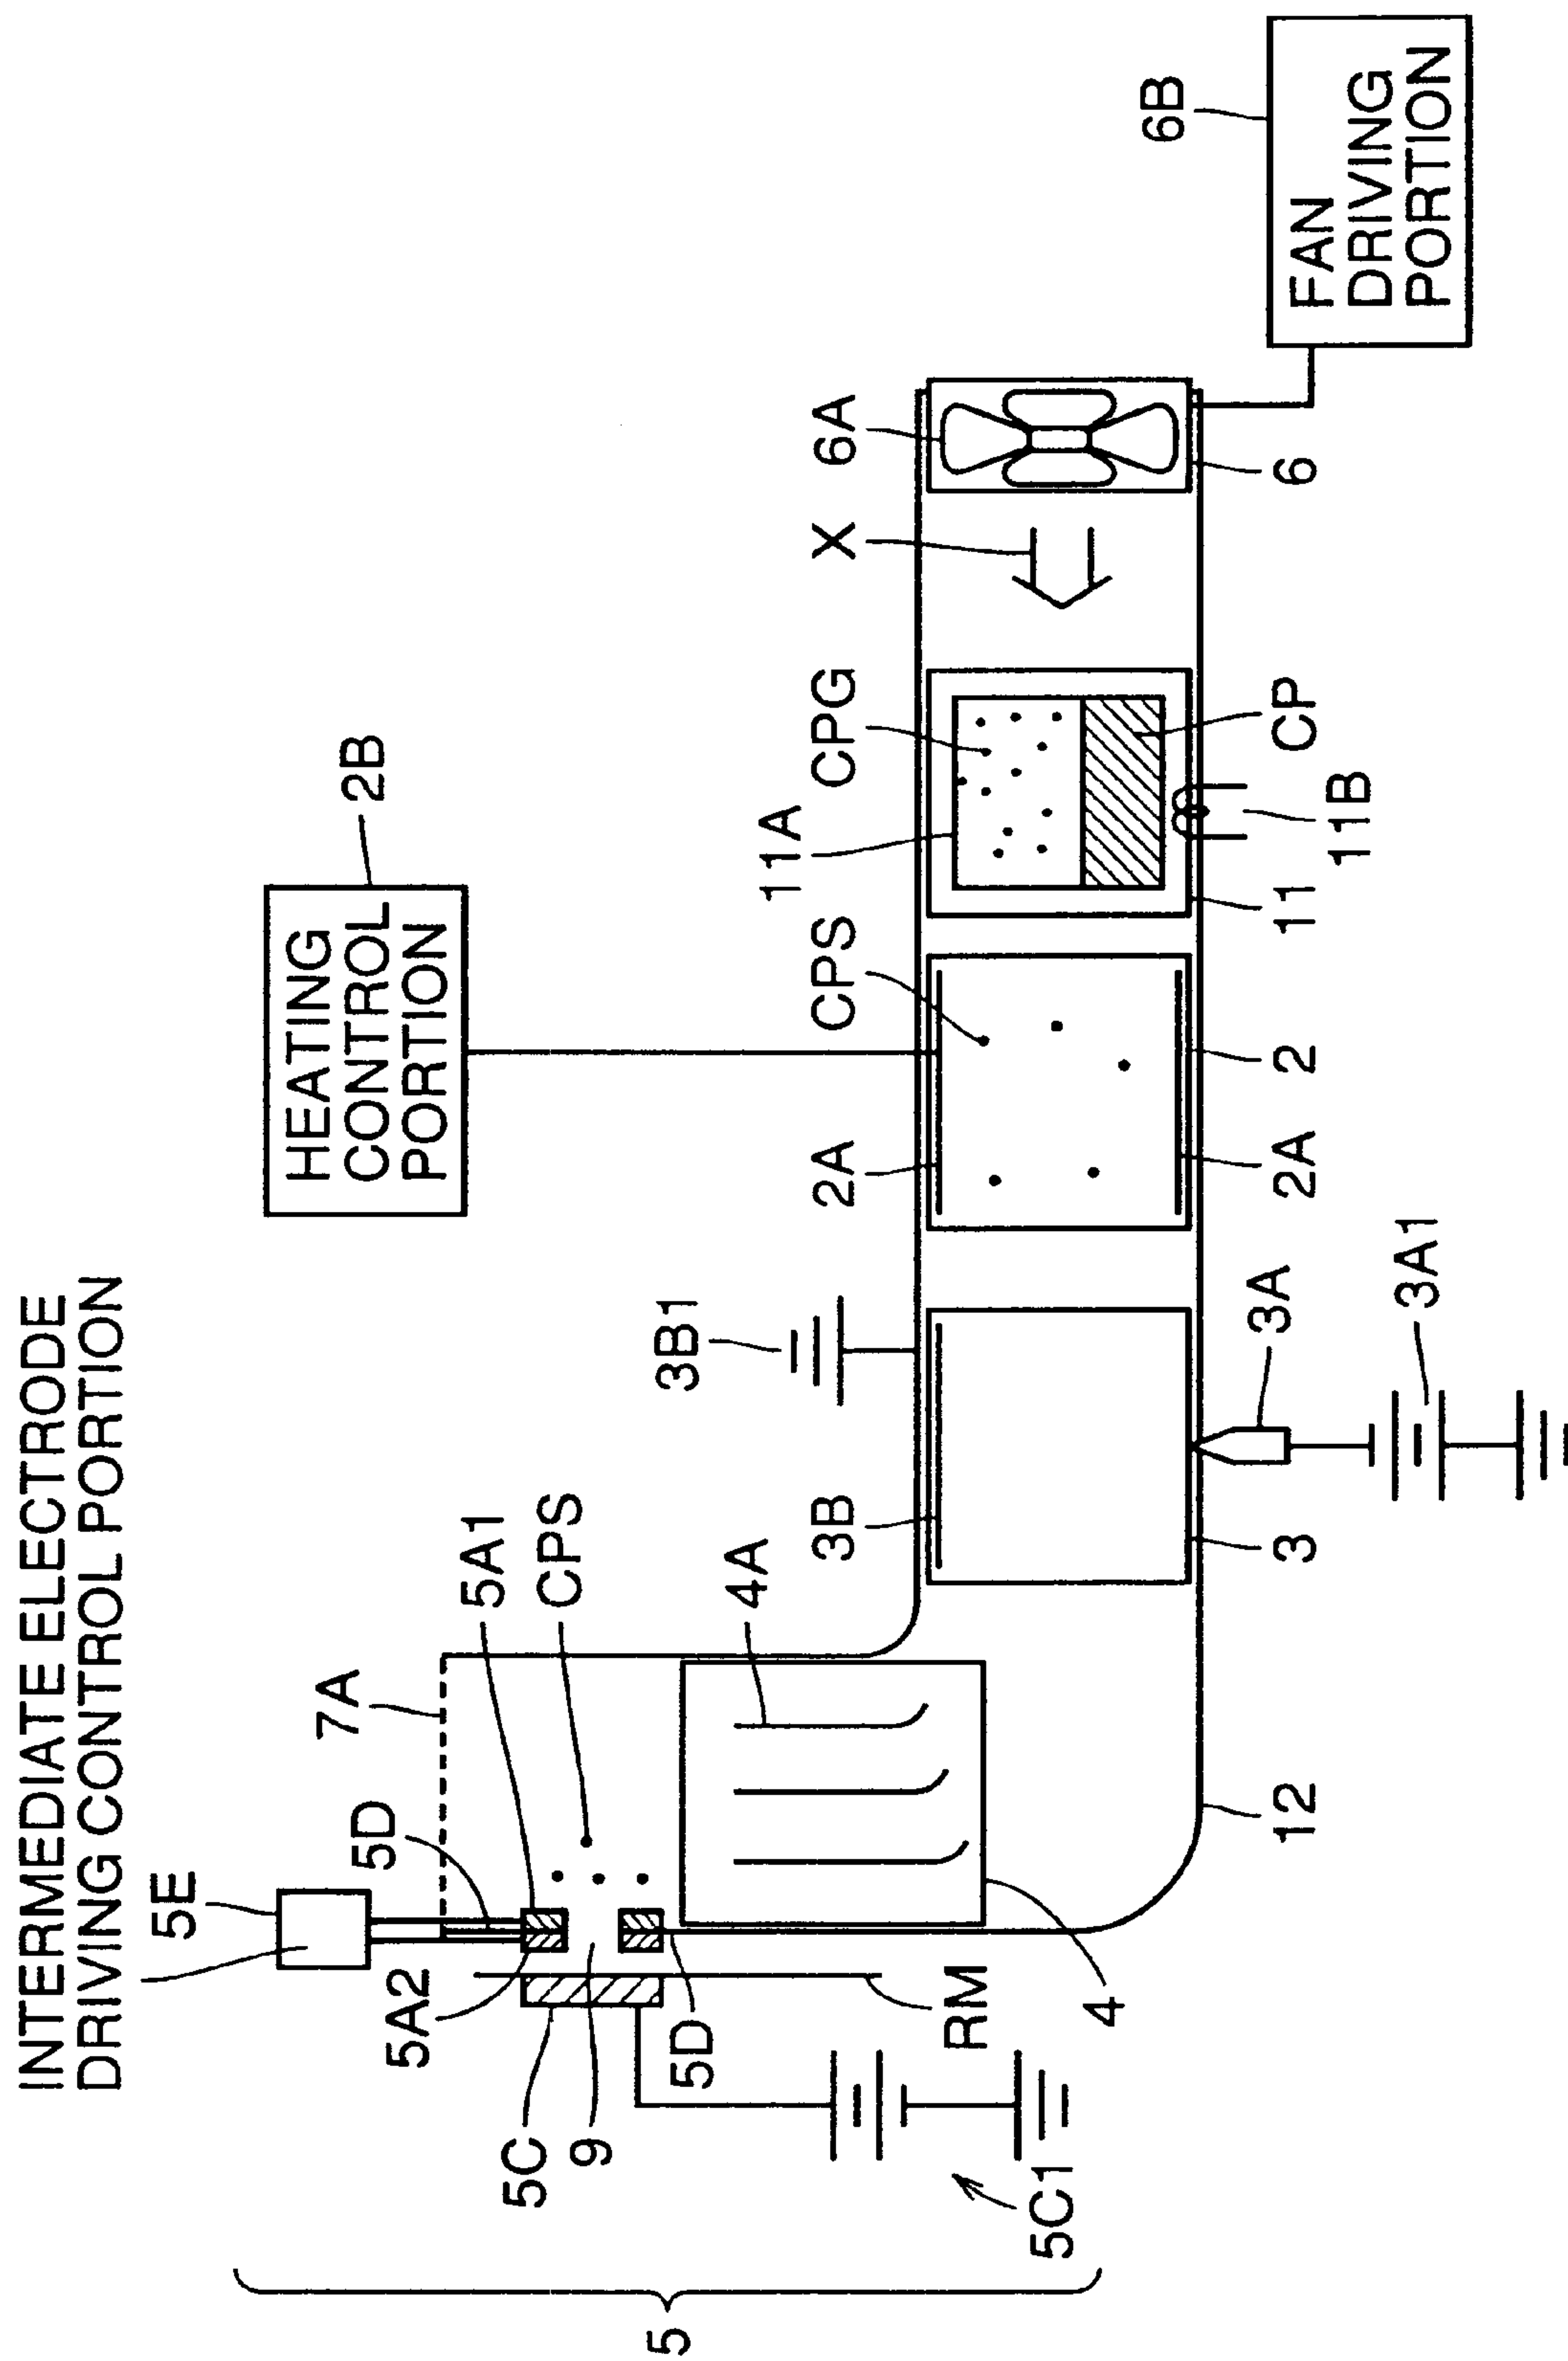 INTERMEDIATE ELECTRODE
DRIVING CONTROL PORTION
5E
5D
7A
5A1
CPS
4A
5A2
5C
9
5D
RM
4
5C1
5
12
HEATING
CONTROL
PORTION
2B
3B1
3B
3
3A
3A1
2A
2A
CPS
2
11A
CPG
11
11B
CP
X
6A
6
6B
FAN
DRIVING
PORTION